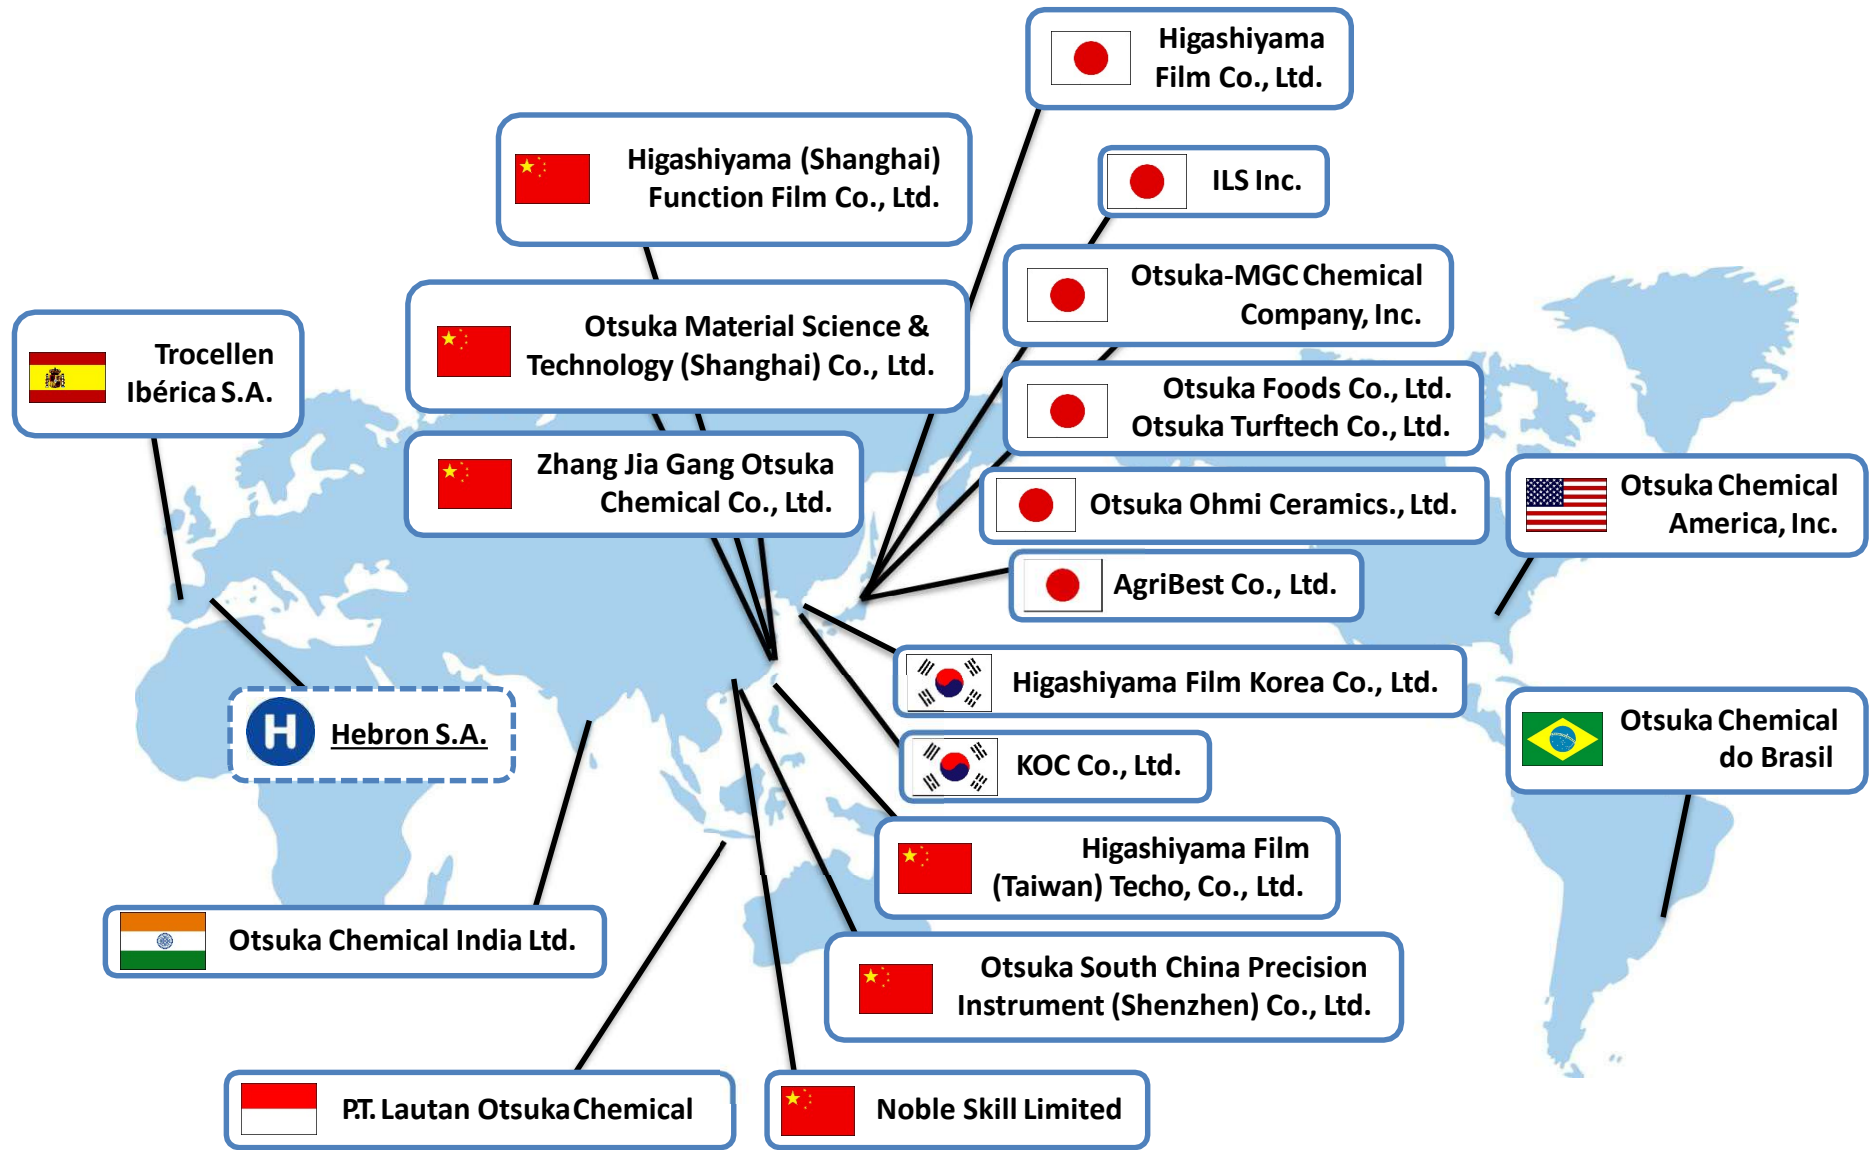 Higashiyama
Film Co., Ltd.
Higashiyama (Shanghai)
Function Film Co., Ltd.
ILS Inc.
Otsuka-MGC Chemical
Company, Inc.
Otsuka Material Science &
Technology (Shanghai) Co., Ltd.
Trocellen
Ibérica S.A.
Otsuka Foods Co., Ltd.
Otsuka Turftech Co., Ltd.
Zhang Jia Gang Otsuka
Chemical Co., Ltd.
Otsuka Ohmi Ceramics., Ltd.
Otsuka Chemical
America, Inc.
AgriBest Co., Ltd.
Higashiyama Film Korea Co., Ltd.
H
Hebron S.A.
KOC Co., Ltd.
Otsuka Chemical
do Brasil
Higashiyama Film
(Taiwan) Techo, Co., Ltd.
Otsuka Chemical India Ltd.
Otsuka South China Precision
Instrument (Shenzhen) Co., Ltd.
P.T. Lautan Otsuka Chemical
Noble Skill Limited